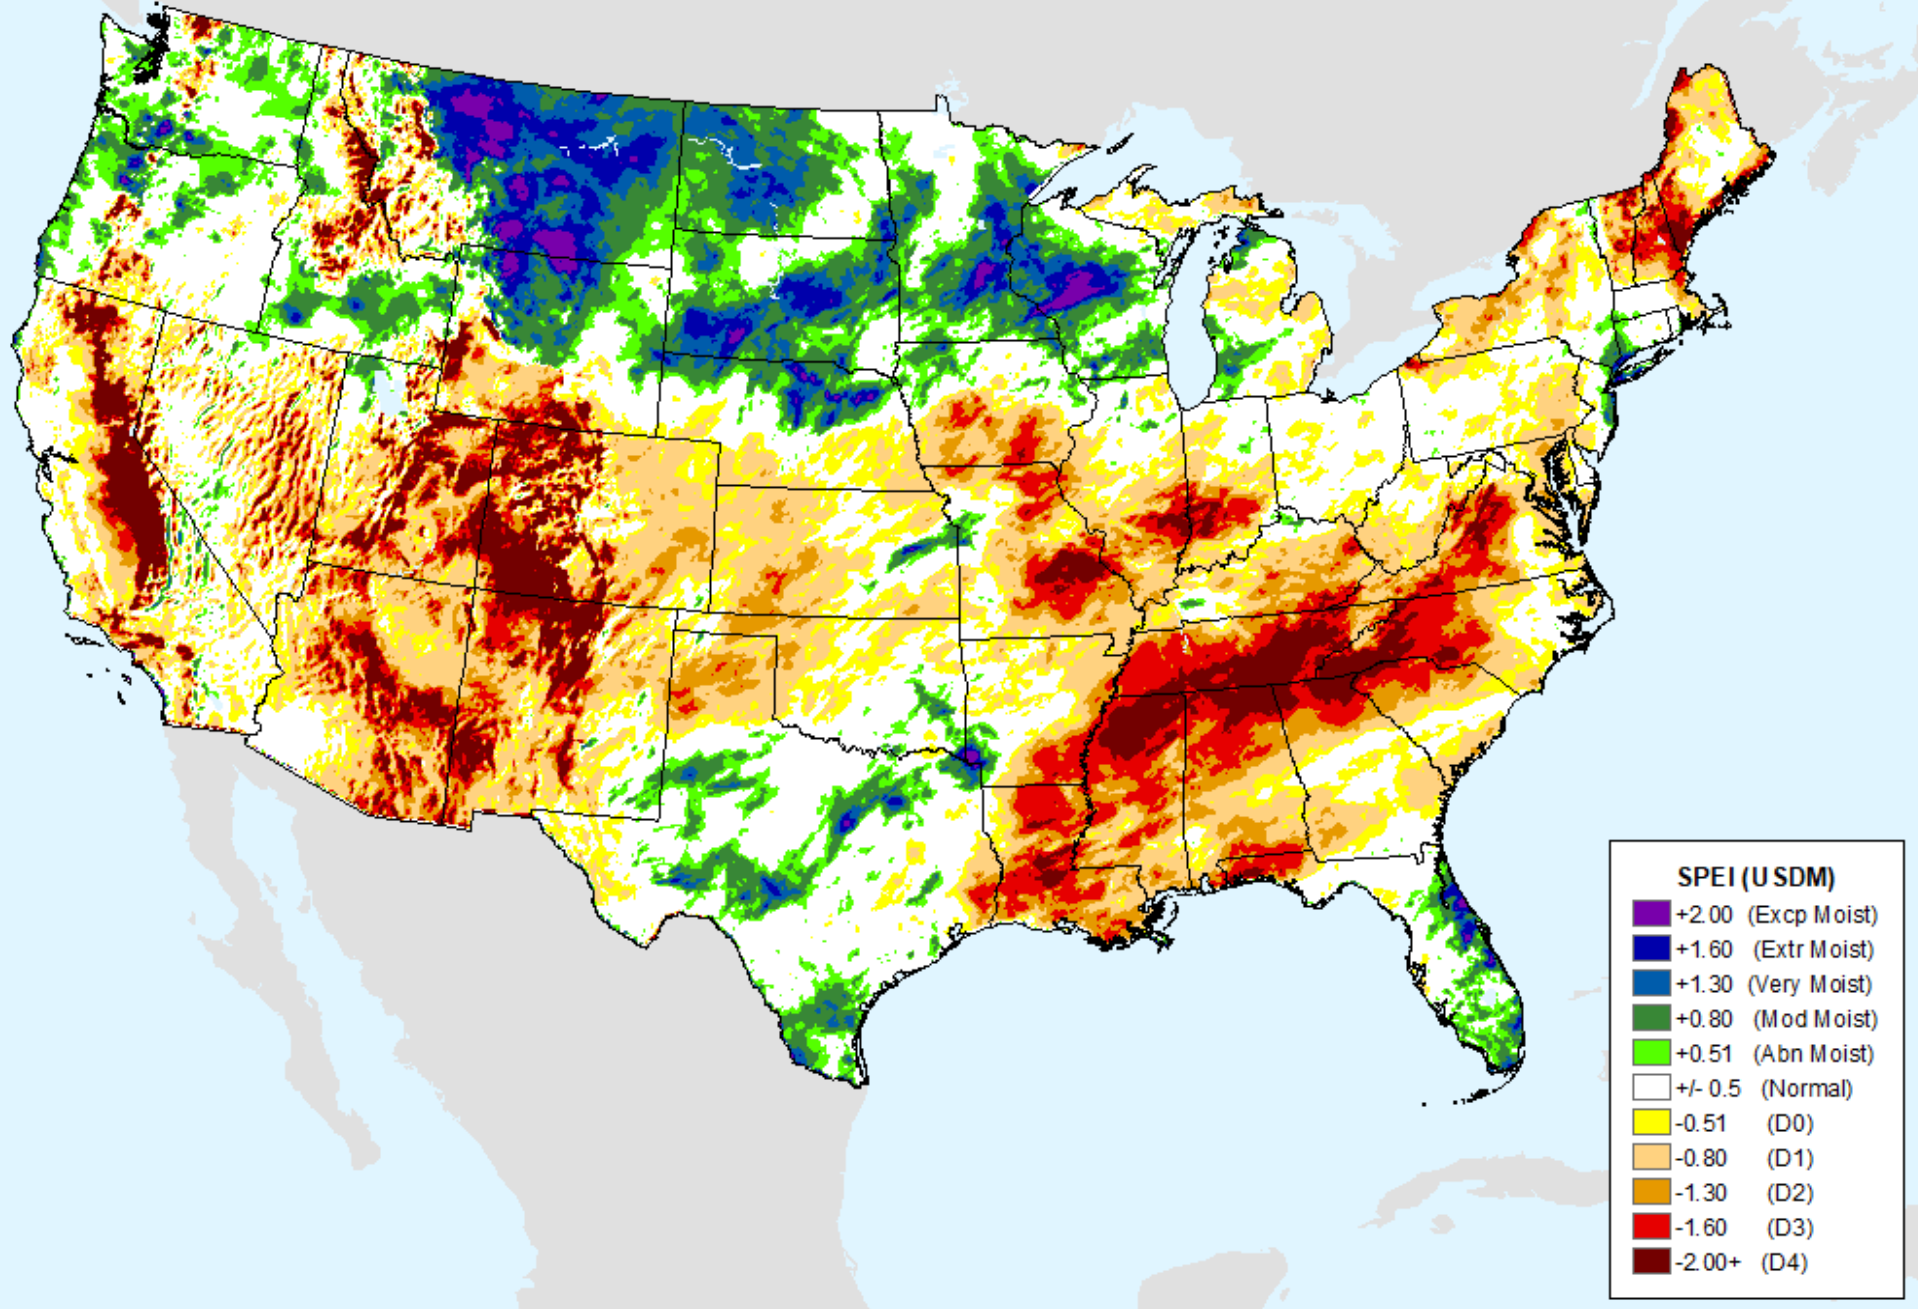 SPEI (USDM)
+2.00 (Excp Moist)
+1.60 (Extr Moist)
+1.30 (Very Moist)
+0.80 (Mod Moist)
+0.51 (Abn Moist)
+/- 0.5 (Normal)
-0.51 (D0)
-0.80 (D1)
-1.30 (D2)
-1.60 (D3)
-2.00+ (D4)